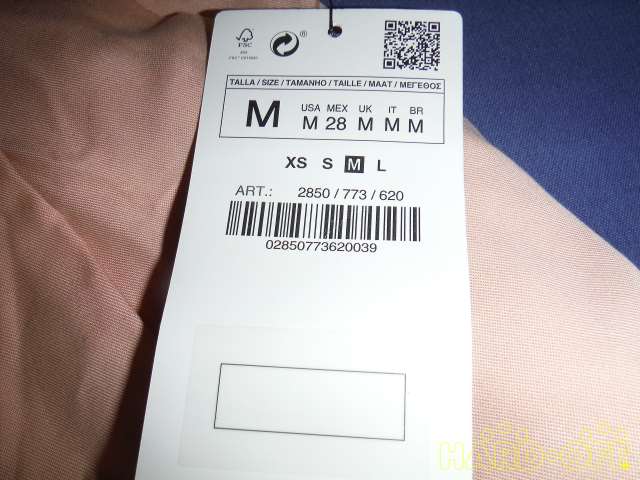 FSC
®
TALLA / SIZE / TAMANHO / TAILLE / MAAT / ΜΕΓΕΘΟΣ
M
USA MEX UK IT BR
M 28 M M M
XS S M L
ART.: 2850 / 773 / 620
02850773620039